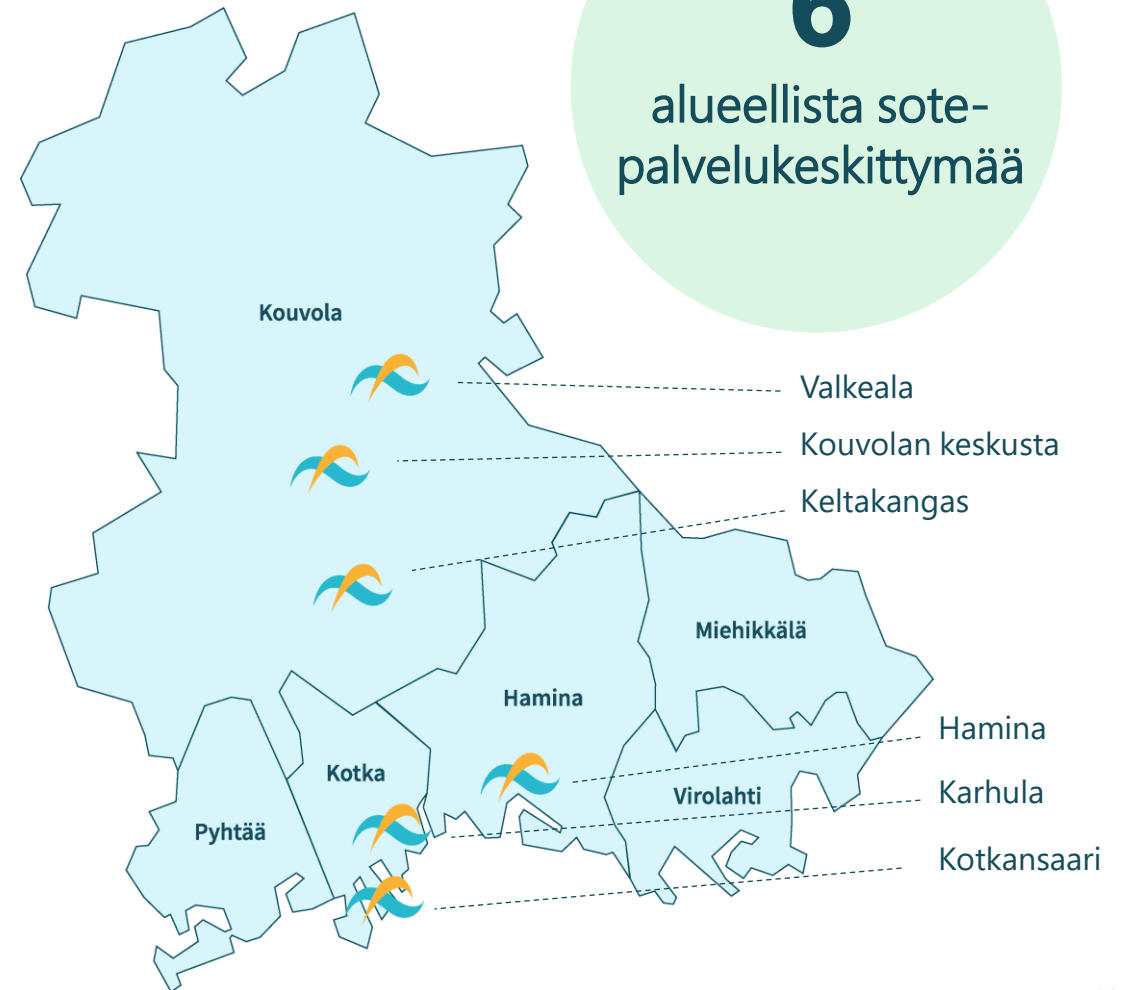 6
alueellista sote-
palvelukeskittymää
Kouvola
Valkeala
Kouvolan keskusta
Keltakangas
Miehikkälä
Hamina
Hamina
Kotka
Virolahti
Karhula
Pyhtää
Kotkansaari